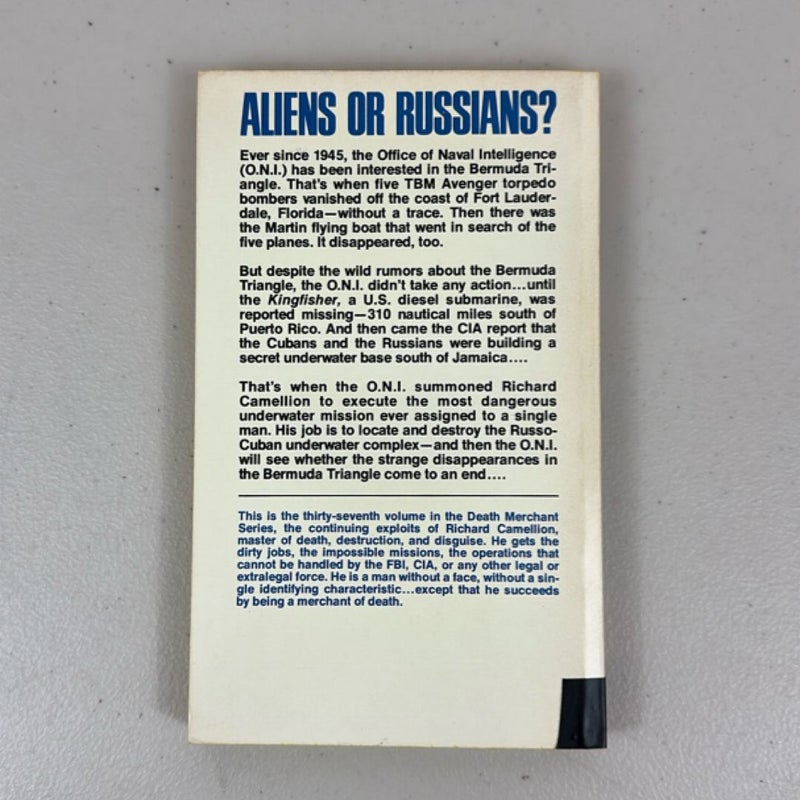 ALIENS OR RUSSIANS?
Ever since 1945, the Office of Naval Intelligence
(O.N.I.) has been interested in the Bermuda Tri-
angle. That's when five TBM Avenger torpedo
bombers vanished off the coast of Fort Lauder-
dale, Florida—without a trace. Then there was
the Martin flying boat that went in search of the
five planes. It disappeared, too.
But despite the wild rumors about the Bermuda
Triangle, the O.N.I. didn't take any action...until
the Kingfisher, a U.S. diesel submarine, was
reported missing—310 nautical miles south of
Puerto Rico. And then came the CIA report that
the Cubans and the Russians were building a
secret underwater base south of Jamaica....
That's when the O.N.I. summoned Richard
Camellion to execute the most dangerous
underwater mission ever assigned to a single
man. His job is to locate and destroy the Russo-
Cuban underwater complex—and then the O.N.I.
will see whether the strange disappearances in
the Bermuda Triangle come to an end....
This is the thirty-seventh volume in the Death Merchant
Series, the continuing exploits of Richard Camellion,
master of death, destruction, and disguise. He gets the
dirty jobs, the impossible missions, the operations that
cannot be handled by the FBI, CIA, or any other legal or
extralegal force. He is a man without a face, without a sin-
gle identifying characteristic...except that he succeeds
by being a merchant of death.